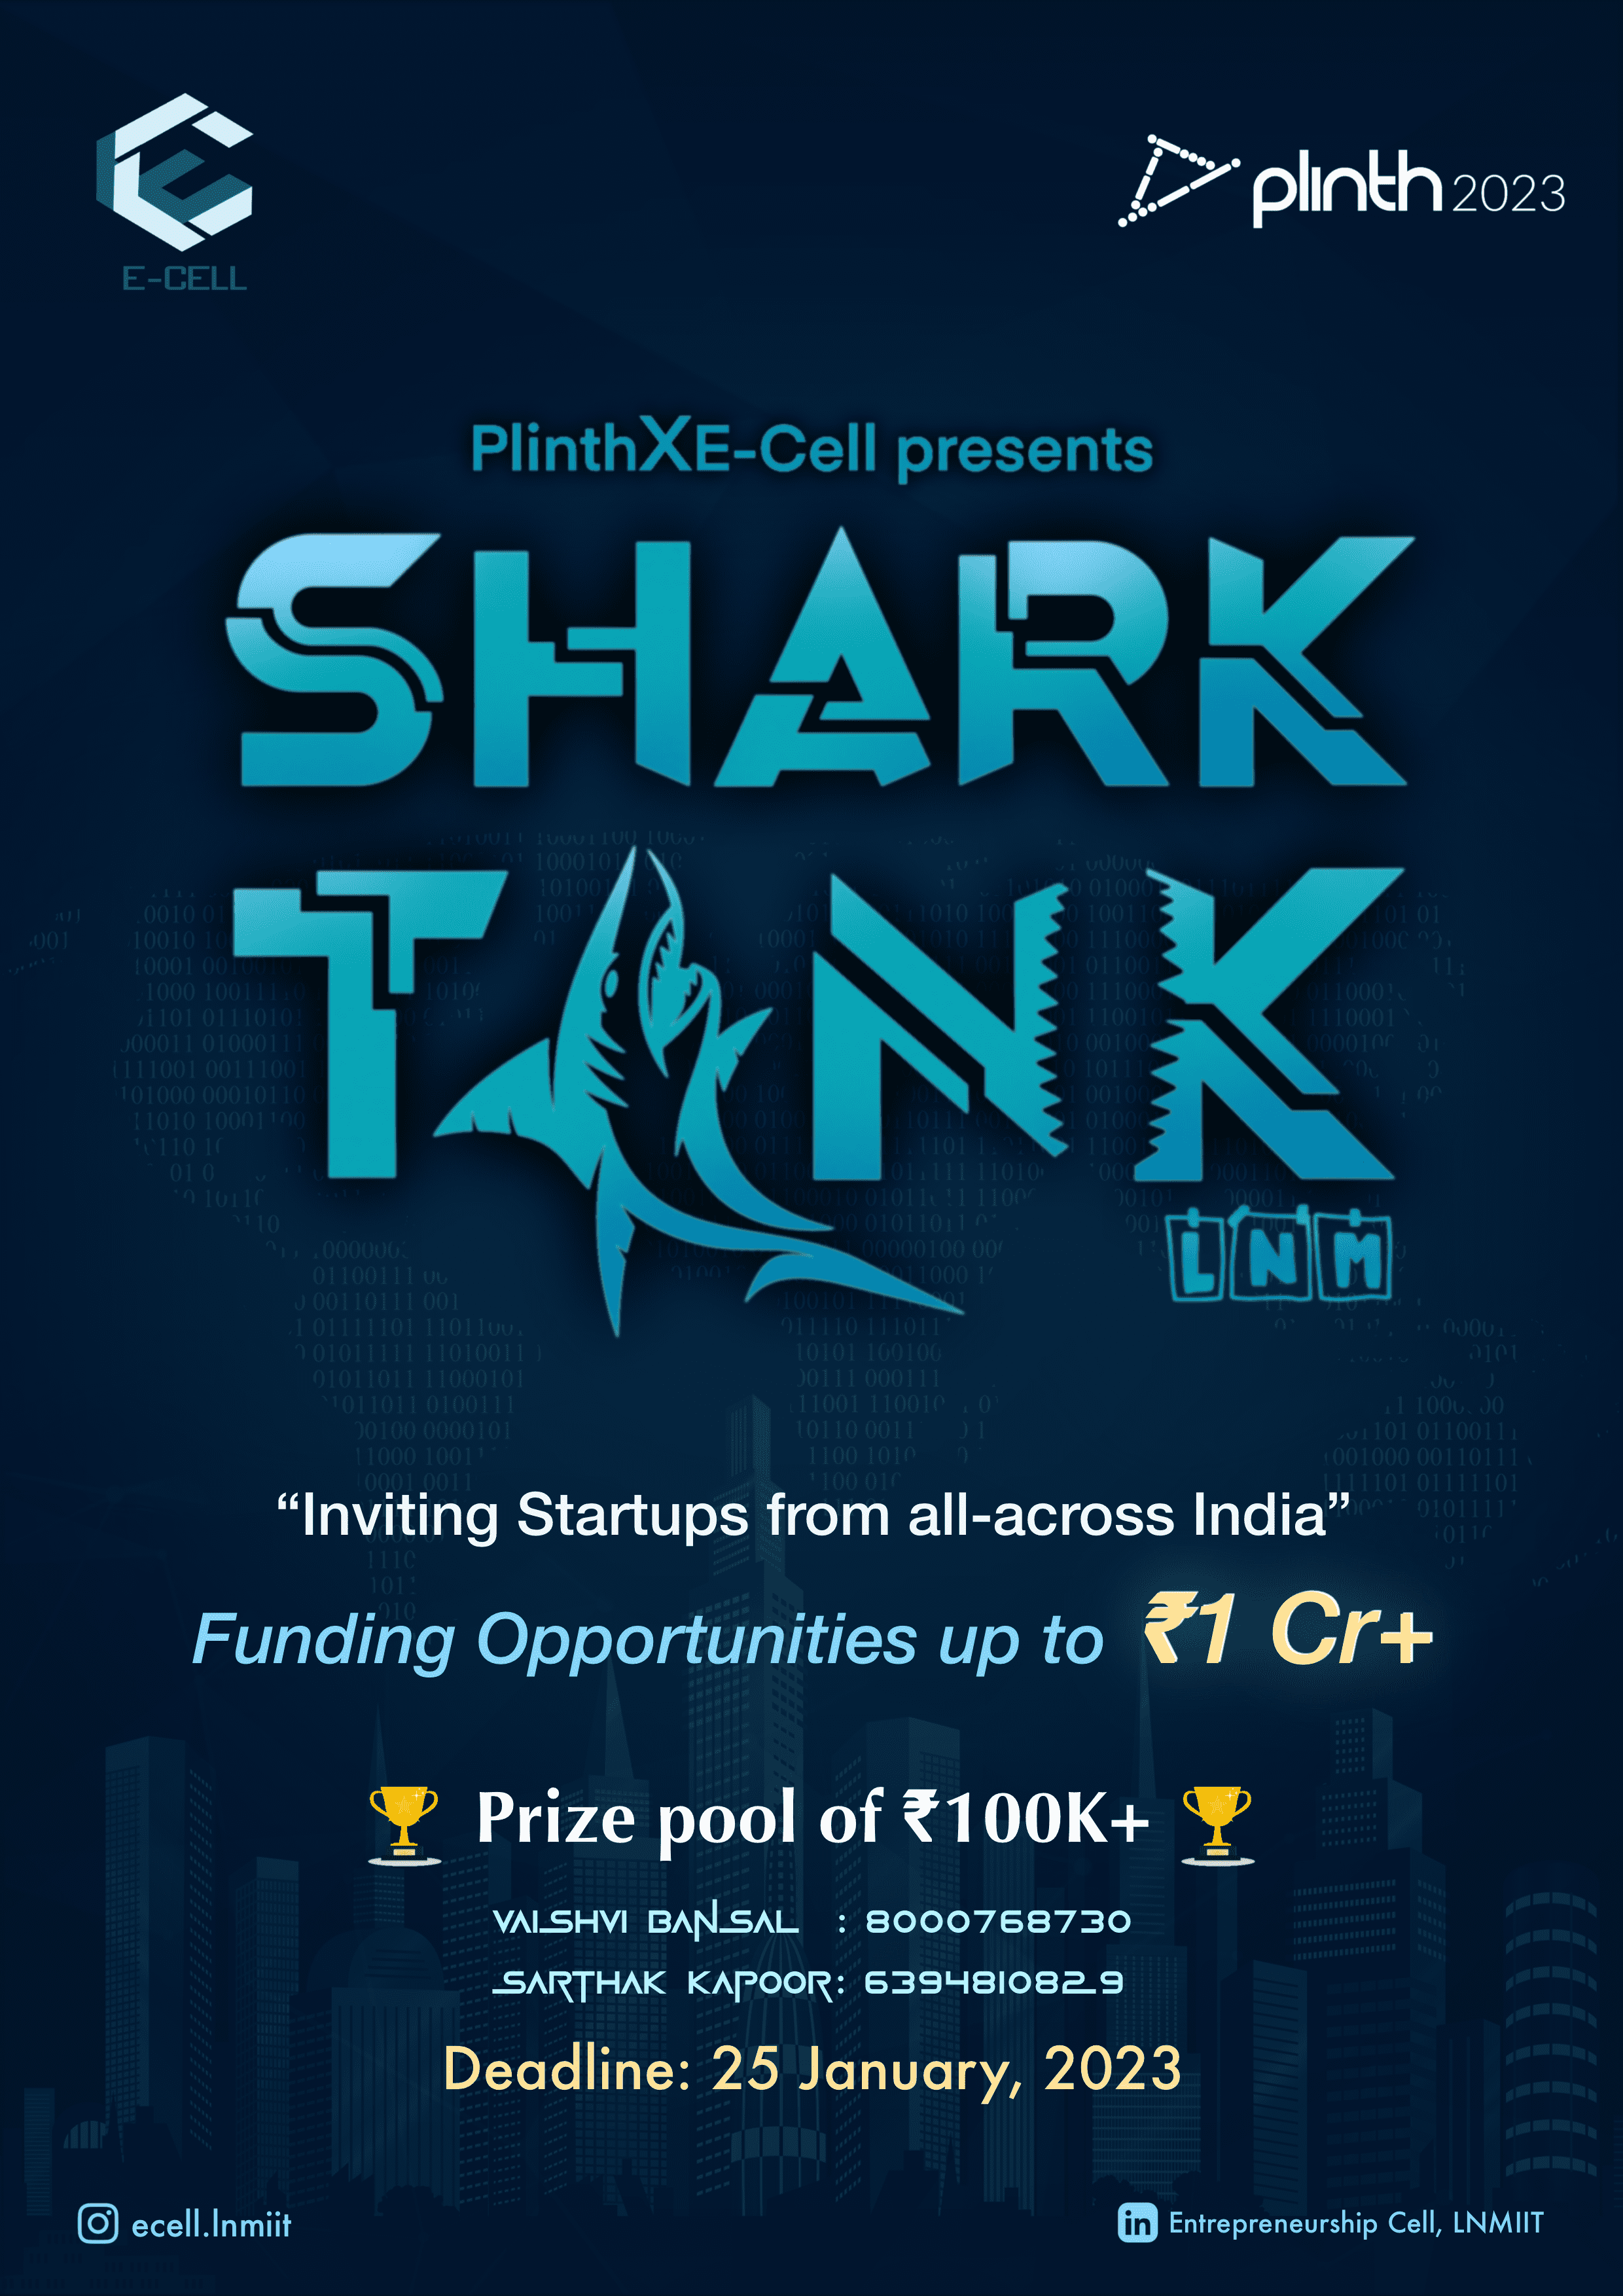 E-CELL
plinth 2023
PlinthXE-Cell presents
SHARK
TANK
LNM
“Inviting Startups from all-across India”
Funding Opportunities up to ₹1 Cr+
Prize pool of ₹100K+
VAISHVI BANSAL : 8000768730
SARTHAK KAPOOR: 6394810829
Deadline: 25 January, 2023
ecell.lnmiit
Entrepreneurship Cell, LNMIIT